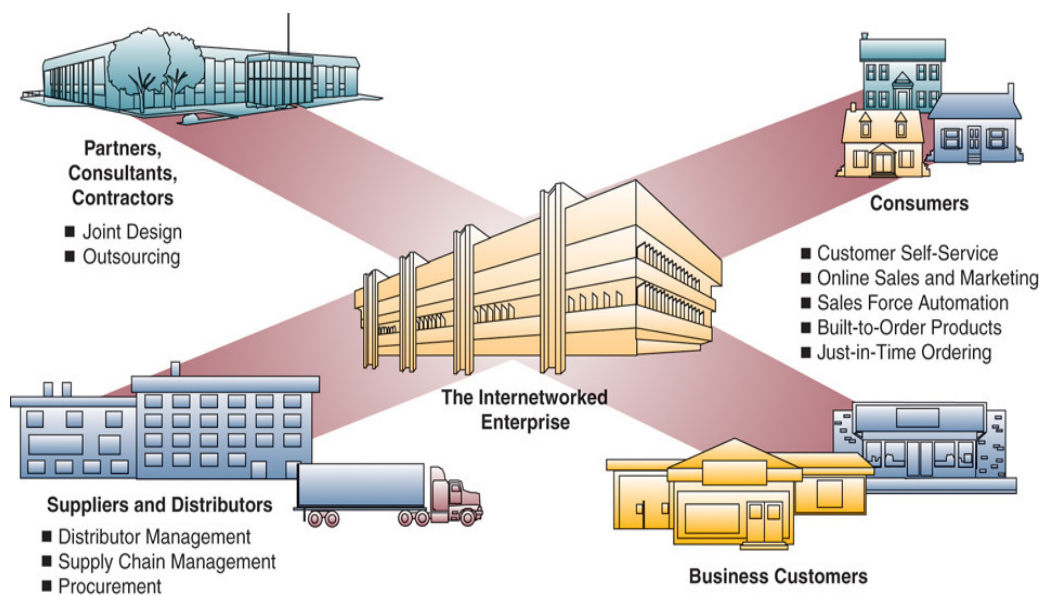 Partners,
Consultants,
Contractors
■ Joint Design
■ Outsourcing
Consumers
■ Customer Self-Service
■ Online Sales and Marketing
■ Sales Force Automation
■ Built-to-Order Products
■ Just-in-Time Ordering
The Internetworked
Enterprise
Suppliers and Distributors
■ Distributor Management
■ Supply Chain Management
■ Procurement
Business Customers